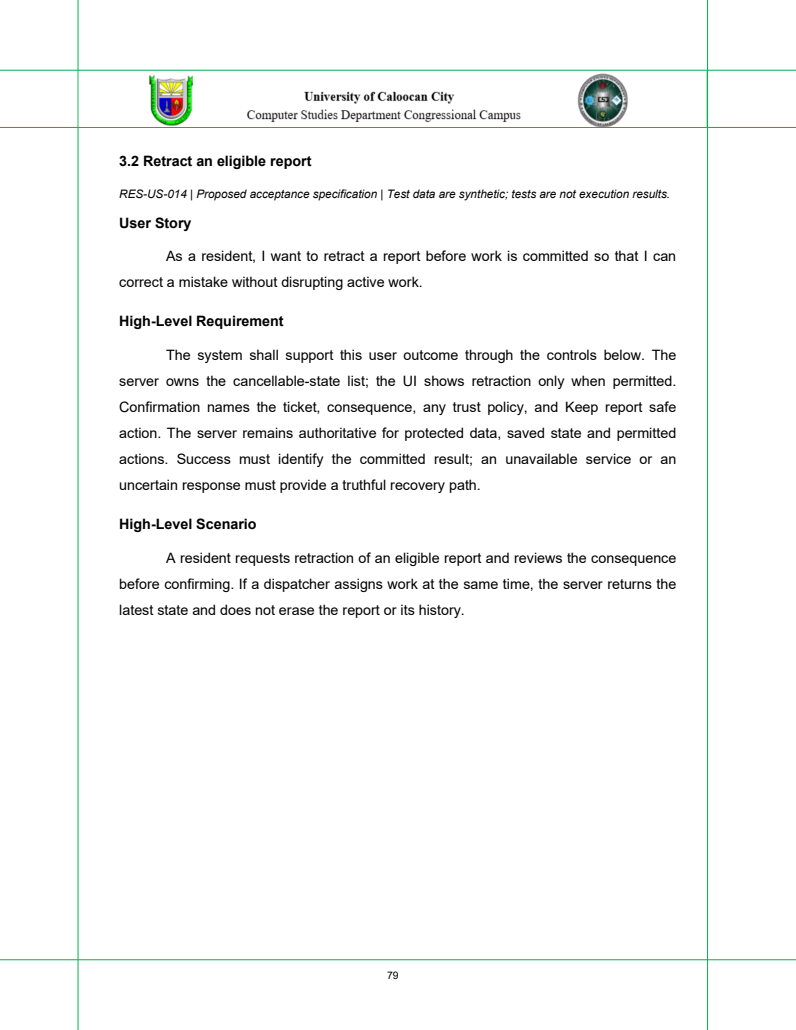 University of Caloocan City
Computer Studies Department Congressional Campus
3.2 Retract an eligible report
RES-US-014 | Proposed acceptance specification | Test data are synthetic; tests are not execution results.
User Story
As a resident, I want to retract a report before work is committed so that I can
correct a mistake without disrupting active work.
High-Level Requirement
The system shall support this user outcome through the controls below. The
server owns the cancellable-state list; the UI shows retraction only when permitted.
Confirmation names the ticket, consequence, any trust policy, and Keep report safe
action. The server remains authoritative for protected data, saved state and permitted
actions. Success must identify the committed result; an unavailable service or an
uncertain response must provide a truthful recovery path.
High-Level Scenario
A resident requests retraction of an eligible report and reviews the consequence
before confirming. If a dispatcher assigns work at the same time, the server returns the
latest state and does not erase the report or its history.
79